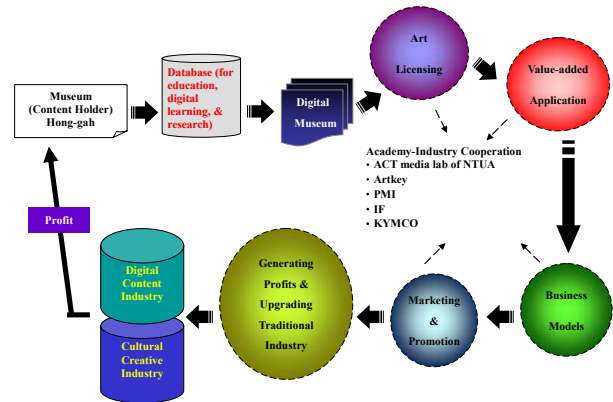 Museum
(Content Holder)
Hong-gah
Database (for
education,
digital
learning, &
research)
Digital
Museum
Art
Licensing
Value-added
Application
Academy-Industry Cooperation
• ACT media lab of NTUA
• Artkey
• PMI
• IF
• KYMCO
Profit
Digital
Content
Industry
Cultural
Creative
Industry
Generating
Profits &
Upgrading
Traditional
Industry
Marketing
&
Promotion
Business
Models